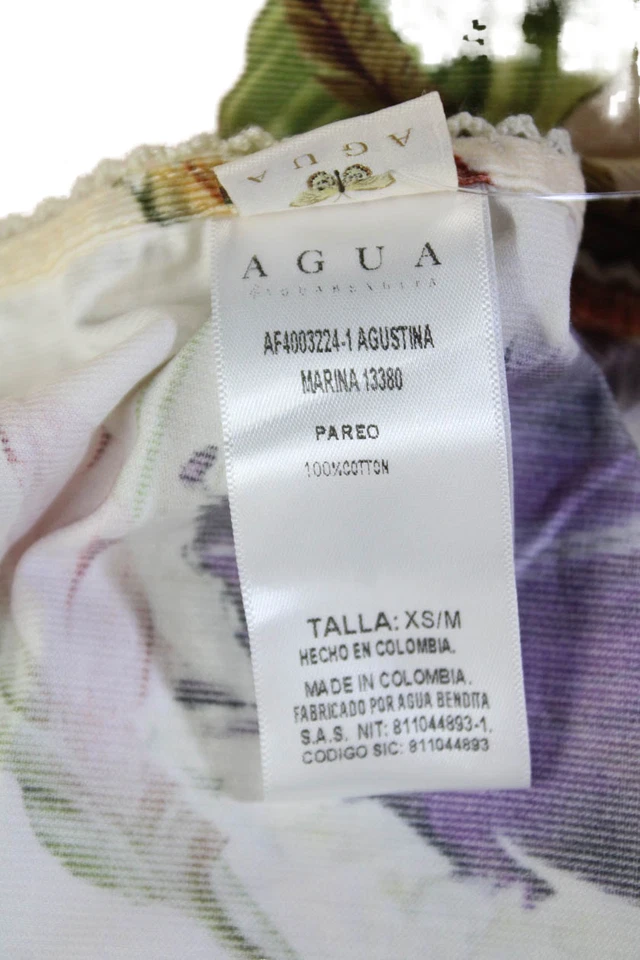 AGUA
AGUA
@AGUABENDITA
AF4003224-1 AGUSTINA
MARINA 13380
PAREO
100%COTTON
TALLA: XS/M
HECHO EN COLOMBIA.
MADE IN COLOMBIA.
FABRICADO POR AGUA BENDITA
S.A.S. NIT: 811044893-1.
CODIGO SIC: 811044893